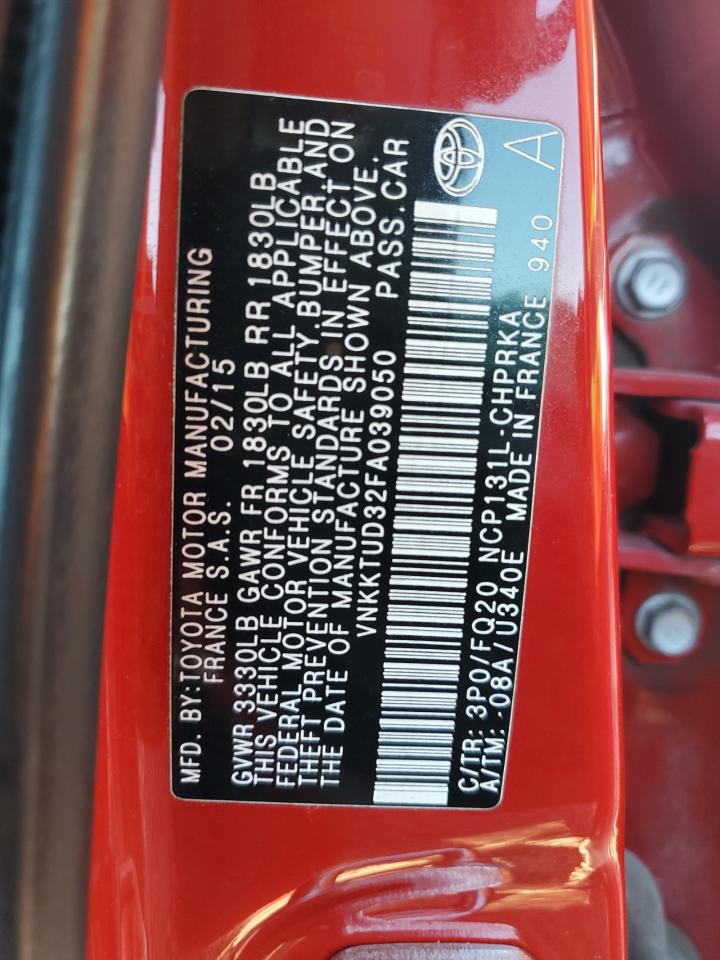 MFD. BY:TOYOTA MOTOR MANUFACTURING
FRANCE S.A.S. 02/15
GVWR 3330LB GAWR FR 1830LB RR 1830LB
THIS VEHICLE CONFORMS TO ALL APPLICABLE
FEDERAL MOTOR VEHICLE SAFETY,BUMPER,AND
THEFT PREVENTION STANDARDS IN EFFECT ON
THE DATE OF MANUFACTURE SHOWN ABOVE.
VNKKTUD32FA039050 PASS.CAR
C/TR: 3P0/FQ20 NCP131L-CHPRKA
A/TM: -08A/U340E MADE IN FRANCE 940
A